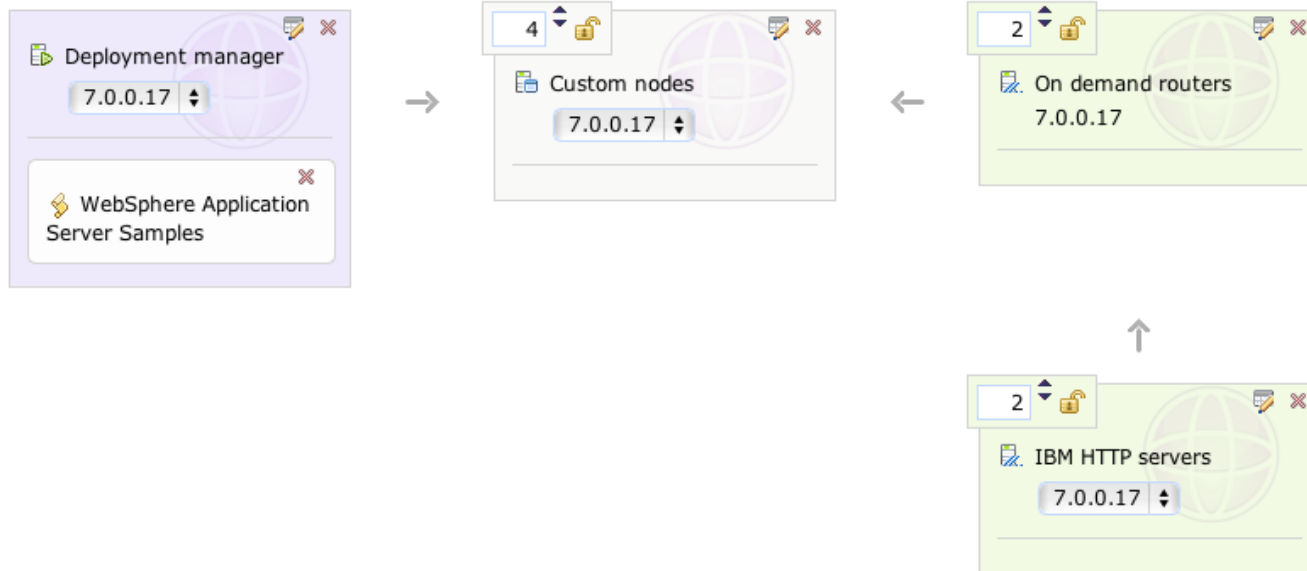 Deployment manager
7.0.0.17
WebSphere Application
Server Samples
4
Custom nodes
7.0.0.17
2
On demand routers
7.0.0.17
2
IBM HTTP servers
7.0.0.17